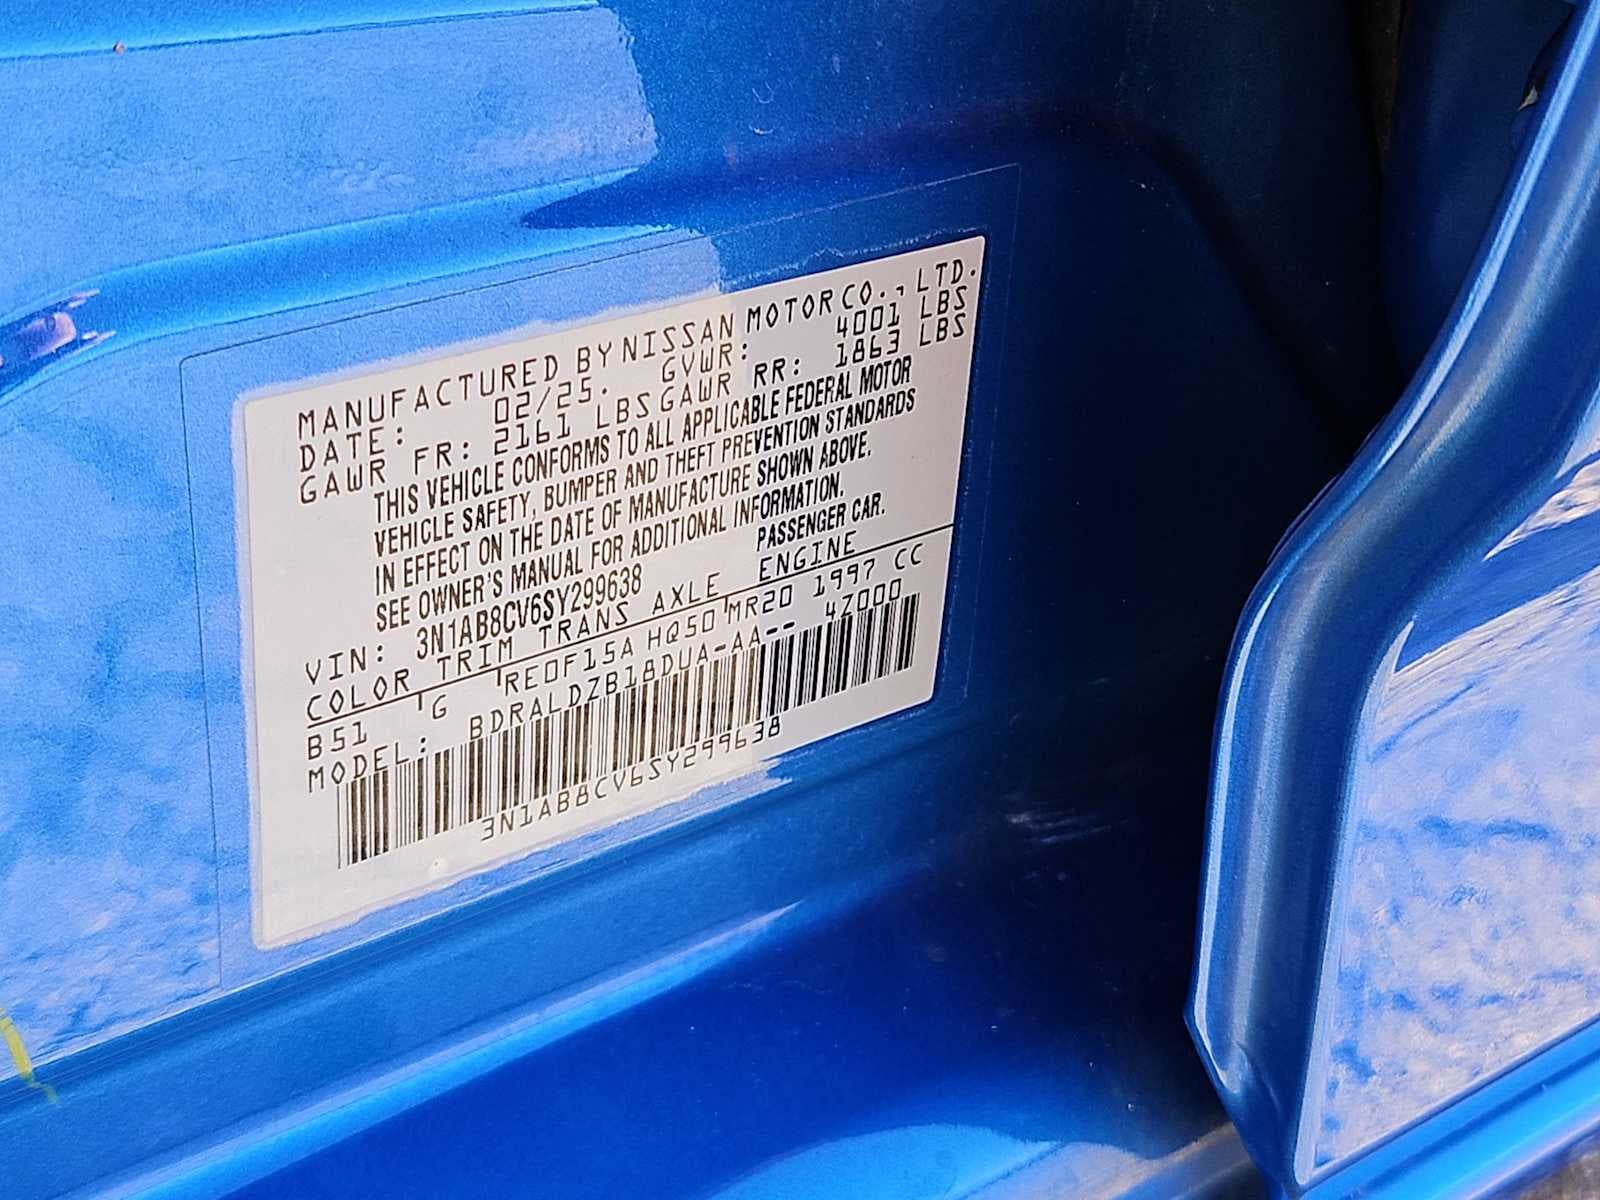 MANUFACTURED BY NISSAN MOTOR CO., LTD.
DATE: 02/25. GVWR: 4001 LBS
GAWR FR: 2161 LBS GAWR RR: 1863 LBS
THIS VEHICLE CONFORMS TO ALL APPLICABLE FEDERAL MOTOR
VEHICLE SAFETY, BUMPER AND THEFT PREVENTION STANDARDS
IN EFFECT ON THE DATE OF MANUFACTURE SHOWN ABOVE.
SEE OWNER'S MANUAL FOR ADDITIONAL INFORMATION.
VIN: 3N1AB8CV6SY299638 PASSENGER CAR.
COLOR TRIM TRANS AXLE ENGINE
B51 G RE0F15A HQ50 MR20 1997 CC
MODEL: BDRALDZB18DUA-AA-- 4Z000
3N1AB8CV6SY299638